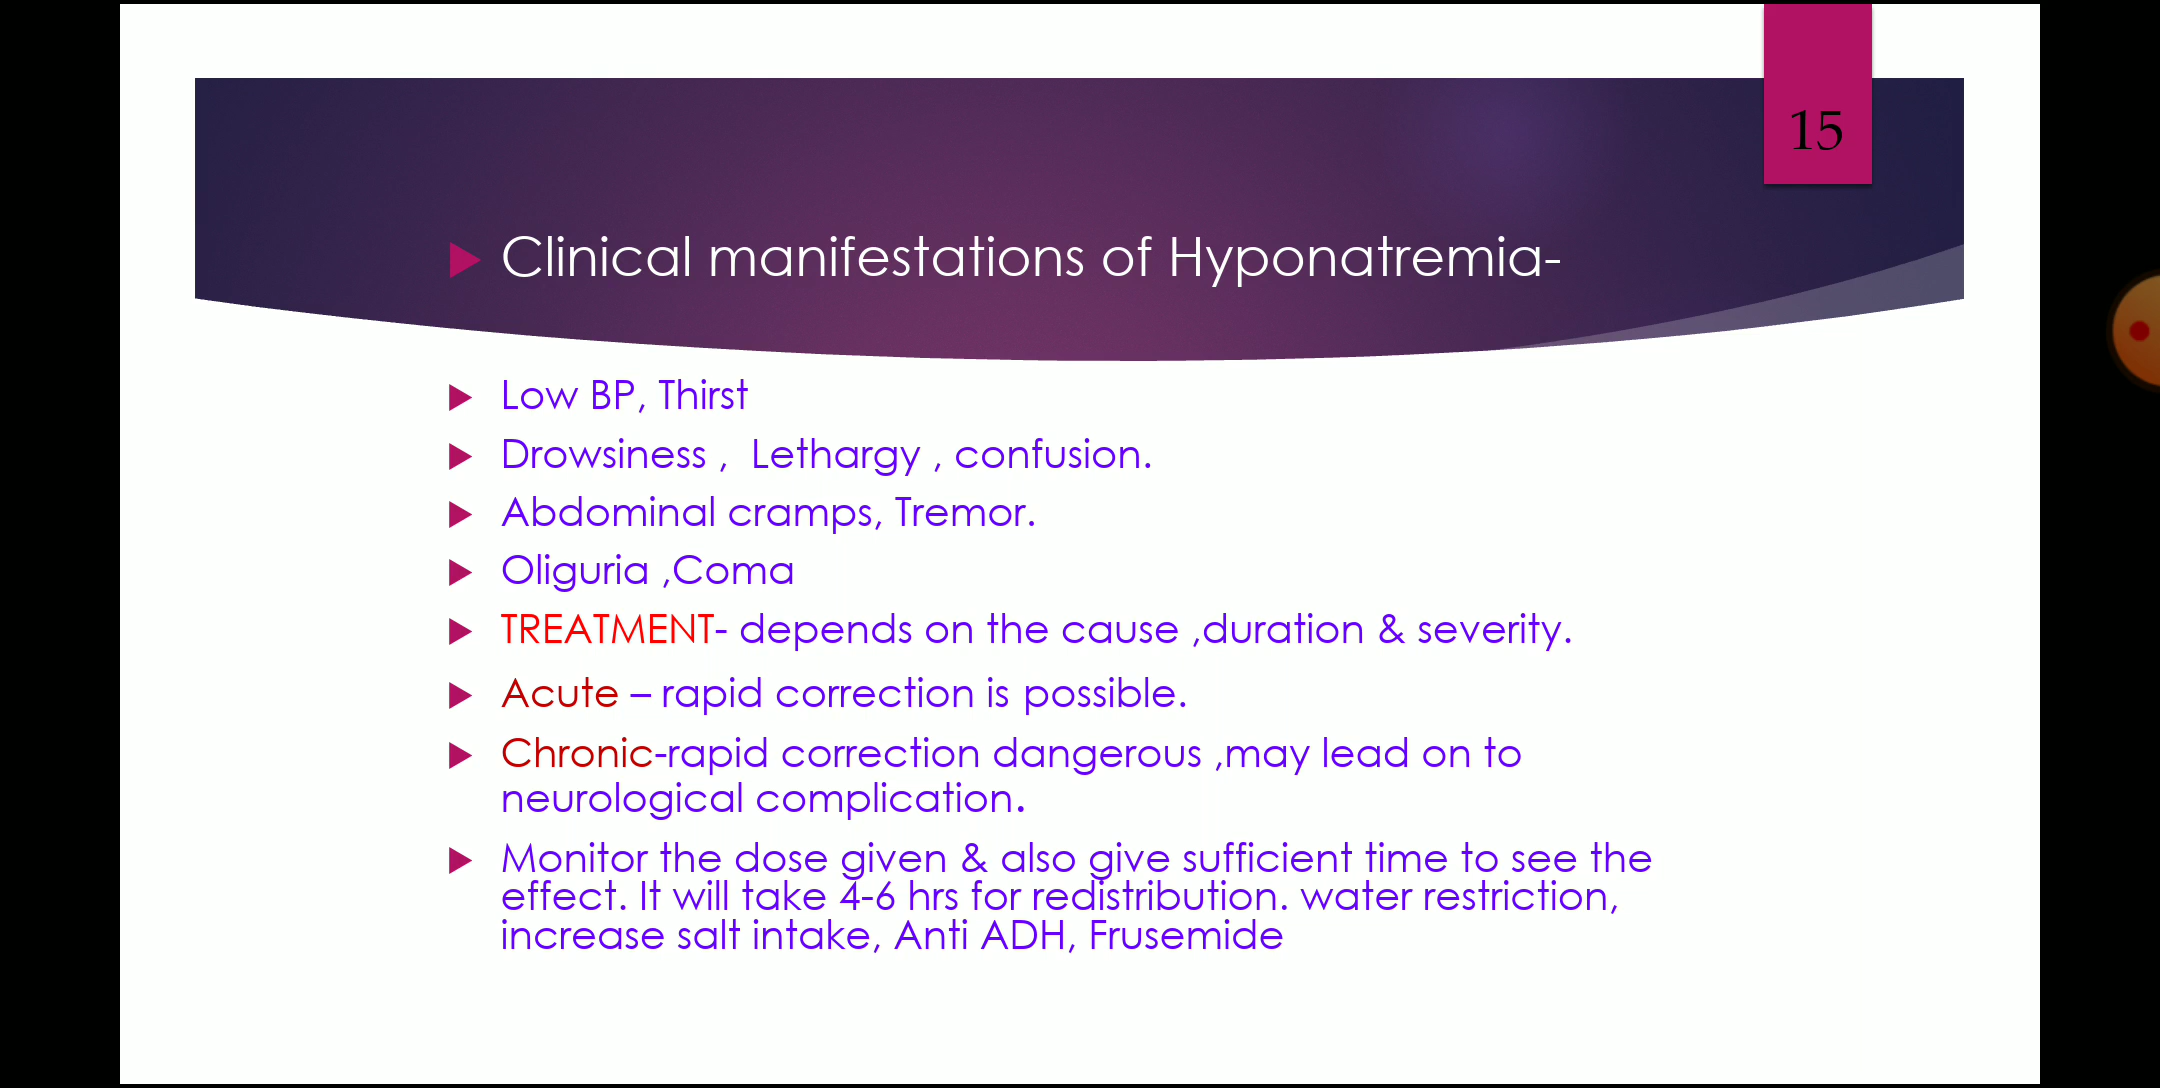 15
Clinical manifestations of Hyponatremia-
Low BP, Thirst
Drowsiness ,  Lethargy , confusion.
Abdominal cramps, Tremor.
Oliguria ,Coma
TREATMENT- depends on the cause ,duration & severity.
Acute – rapid correction is possible.
Chronic-rapid correction dangerous ,may lead on to
neurological complication.
Monitor the dose given & also give sufficient time to see the
effect. It will take 4-6 hrs for redistribution. water restriction,
increase salt intake, Anti ADH, Frusemide